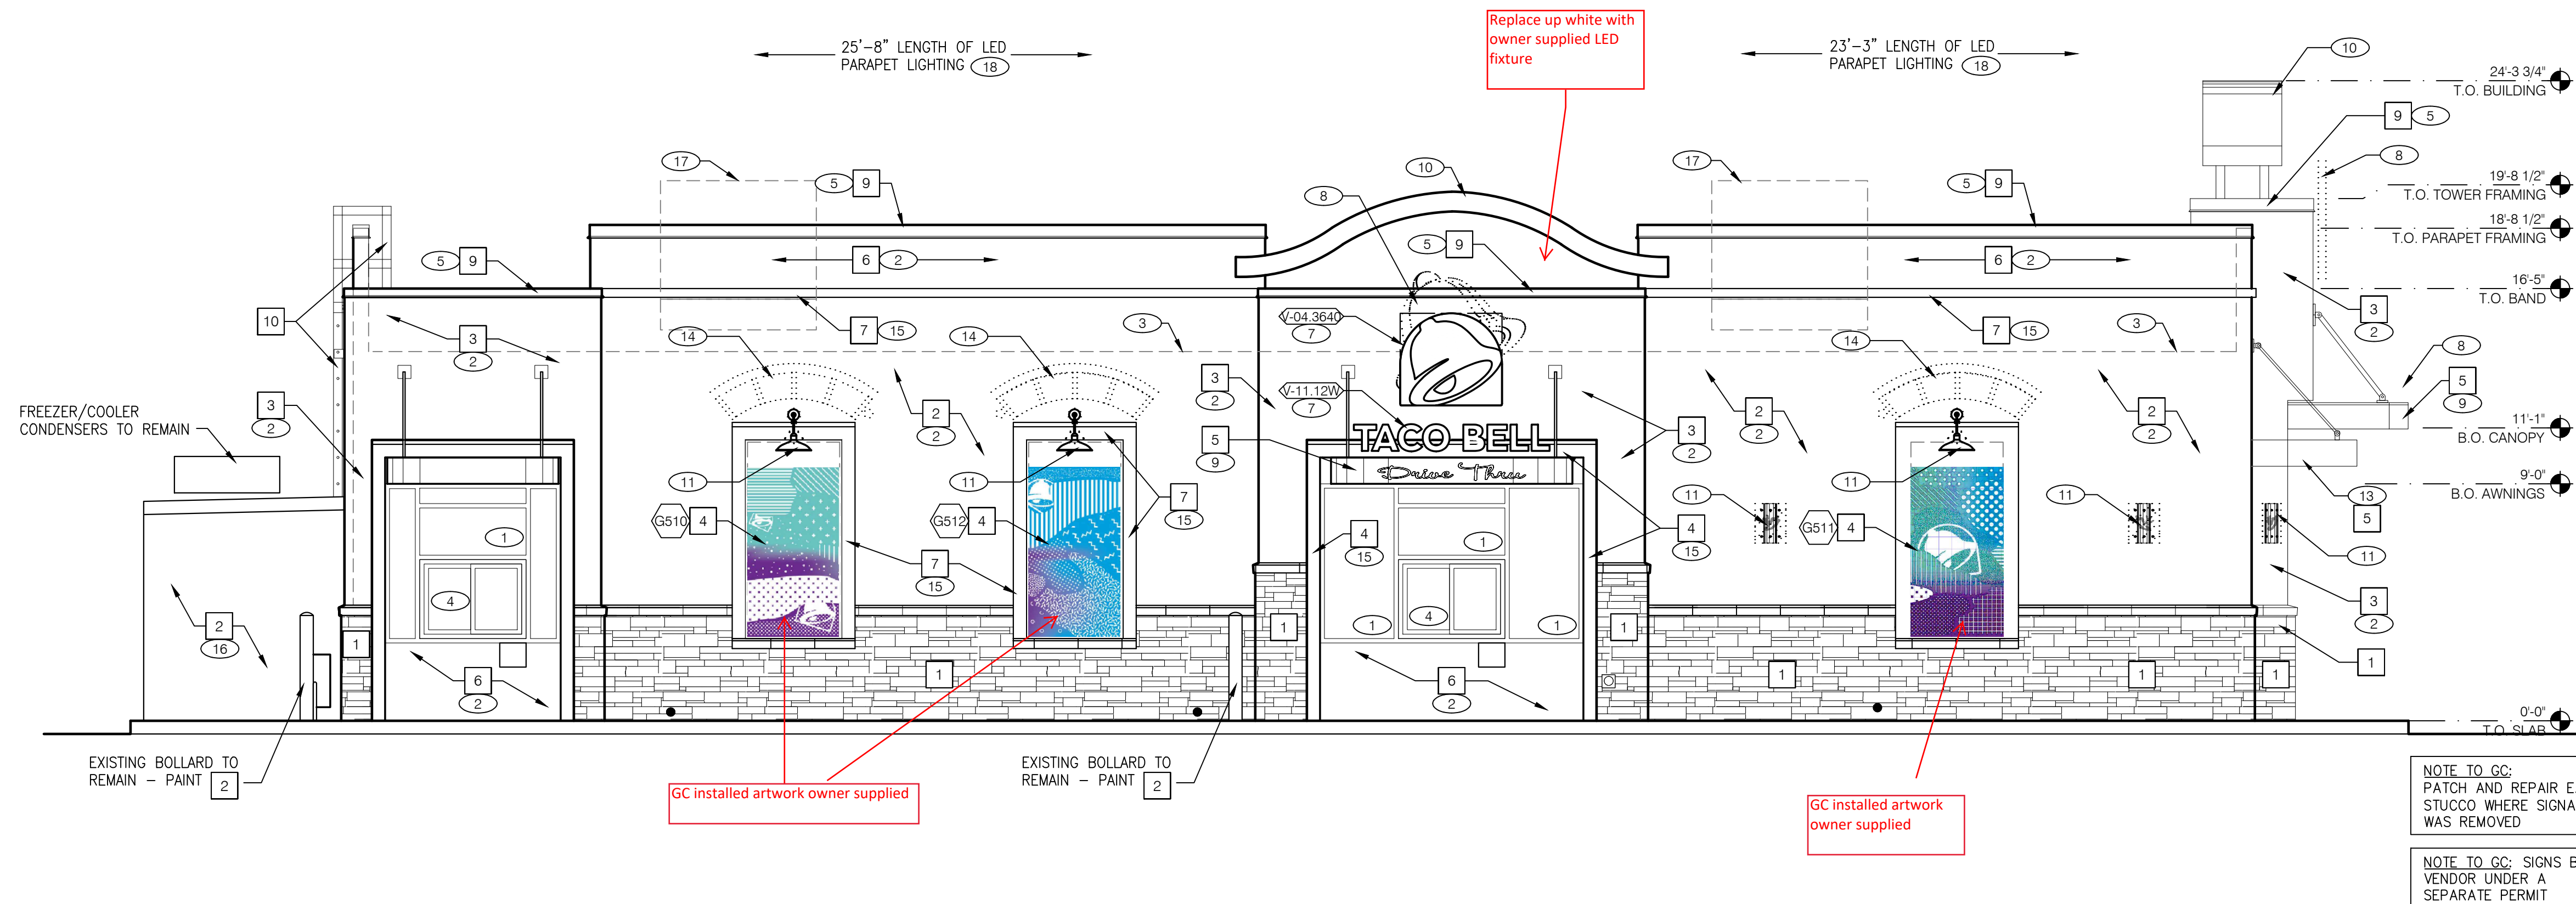 Replace up white with
owner supplied LED
fixture
25'-8" LENGTH OF LED
PARAPET LIGHTING 18
23'-3" LENGTH OF LED
PARAPET LIGHTING 18
10
24'-3 3/4"
T.O. BUILDING
9 5
8
17
5 9
10
17
5 9
19'-8 1/2"
T.O. TOWER FRAMING
8
18'-8 1/2"
T.O. PARAPET FRAMING
5 9
6 2
5 9
6 2
16'-5"
T.O. BAND
10
3
2
7 15
V-04.3640
7
3
7 15
3
3
2
14
14
14
8
3
2
V-11.12W
7
5
9
FREEZER/COOLER
CONDENSERS TO REMAIN
3
2
2
2
3
2
2
2
2
2
11'-1"
B.O. CANOPY
TACO BELL
5
9
Drive Thru
9'-0"
B.O. AWNINGS
11
11
7
15
11
11
11
13
5
G510 4
G512 4
G511 4
1
4
15
1
4
15
11
7
15
4
4
3
2
2
16
1
1
1
1
1
1
6
2
1
6
2
1
1
1
1
0'-0"
T.O. SLAB
EXISTING BOLLARD TO
REMAIN – PAINT 2
EXISTING BOLLARD TO
REMAIN – PAINT 2
GC installed artwork owner supplied
GC installed artwork
owner supplied
NOTE TO GC:
PATCH AND REPAIR E
STUCCO WHERE SIGNA
WAS REMOVED
NOTE TO GC: SIGNS B
VENDOR UNDER A
SEPARATE PERMIT